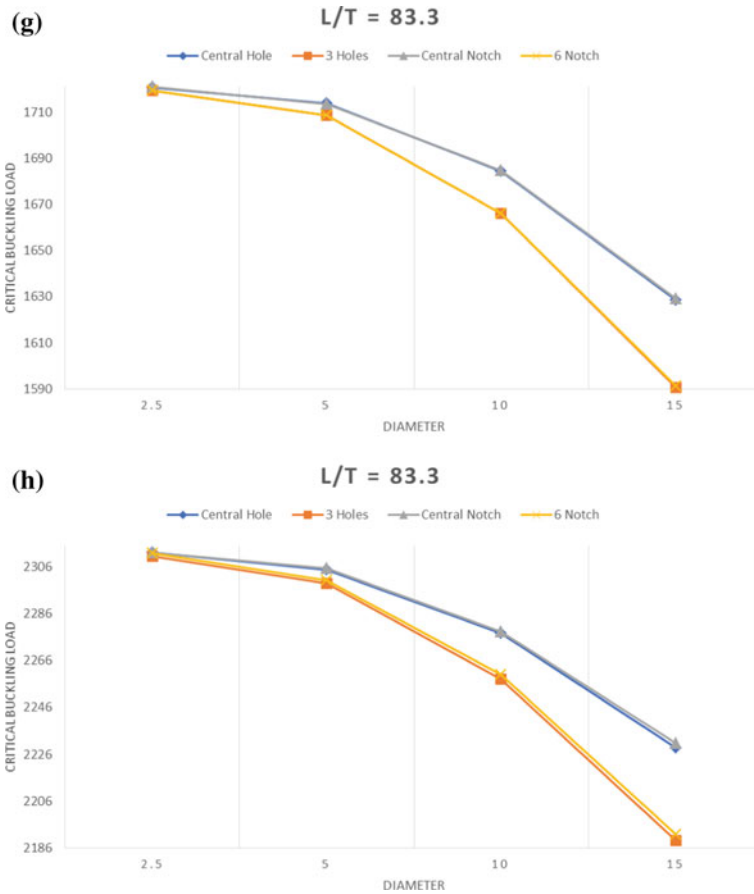 (g)
L/T = 83.3
Central Hole 3 Holes Central Notch 6 Notch
CRITICAL BUCKLING LOAD
1710
1690
1670
1650
1630
1610
1590
2.5 5 10 15
DIAMETER
(h)
L/T = 83.3
Central Hole 3 Holes Central Notch 6 Notch
CRITICAL BUCKLING LOAD
2306
2286
2266
2246
2226
2206
2186
2.5 5 10 15
DIAMETER